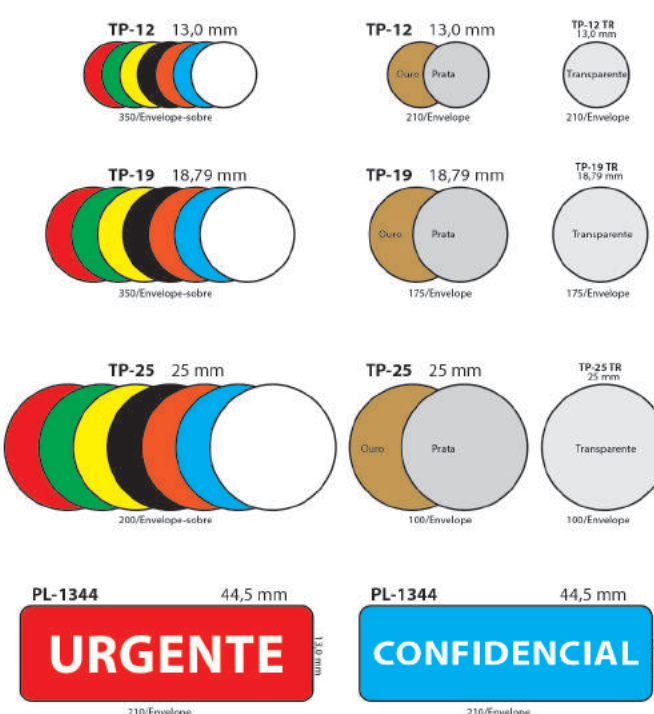 TP-12 13,0 mm
350/Envelope-sobre
TP-12 13,0 mm
Ouro Prata
210/Envelope
TP-12 TR
13,0 mm
Transparente
210/Envelope
TP-19 18,79 mm
350/Envelope-sobre
TP-19 18,79 mm
Ouro Prata
175/Envelope
TP-19 TR
18,79 mm
Transparente
175/Envelope
TP-25 25 mm
200/Envelope-sobre
TP-25 25 mm
Ouro Prata
100/Envelope
TP-25 TR
25 mm
Transparente
100/Envelope
PL-1344 44,5 mm
URGENTE
13,0 mm
210/Envelope
PL-1344 44,5 mm
CONFIDENCIAL
210/Envelope